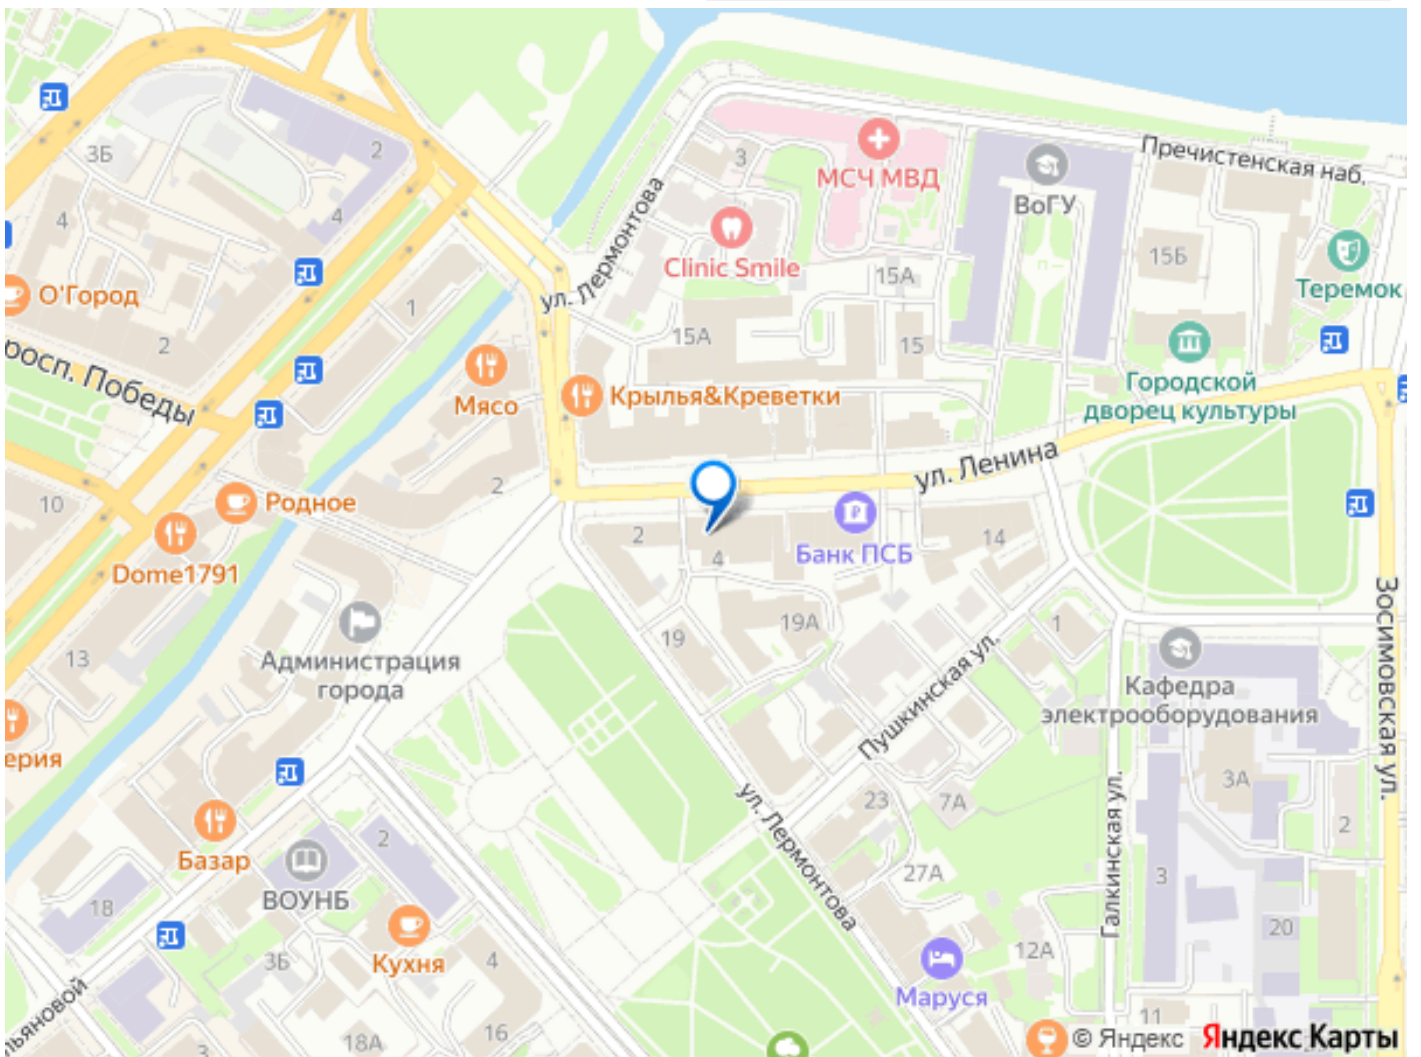 3Б
2
4
4
О'Город
2
1
росп. Победы
Мясо
2
10
Родное
Dome1791
13
Администрация
города
ерия
Базар
ВОУНБ
2
18
3Б
Кухня
4
16
18А
3
льяновой
ул. Лермонтова
3
МСЧ МВД
Clinic Smile
15А
15А
15
Крылья&Креветки
ВоГУ
Пречистенская наб.
15Б
Теремок
Городской
дворец культуры
ул. Ленина
2
4
Банк ПСБ
14
19
19А
1
Пушкинская ул.
Кафедра
электрооборудования
Зосимовская ул.
ул. Лермонтова
23
7А
27А
Галкинская ул.
3А
2
3
20
12А
Маруся
11
© Яндекс Яндекс Карты